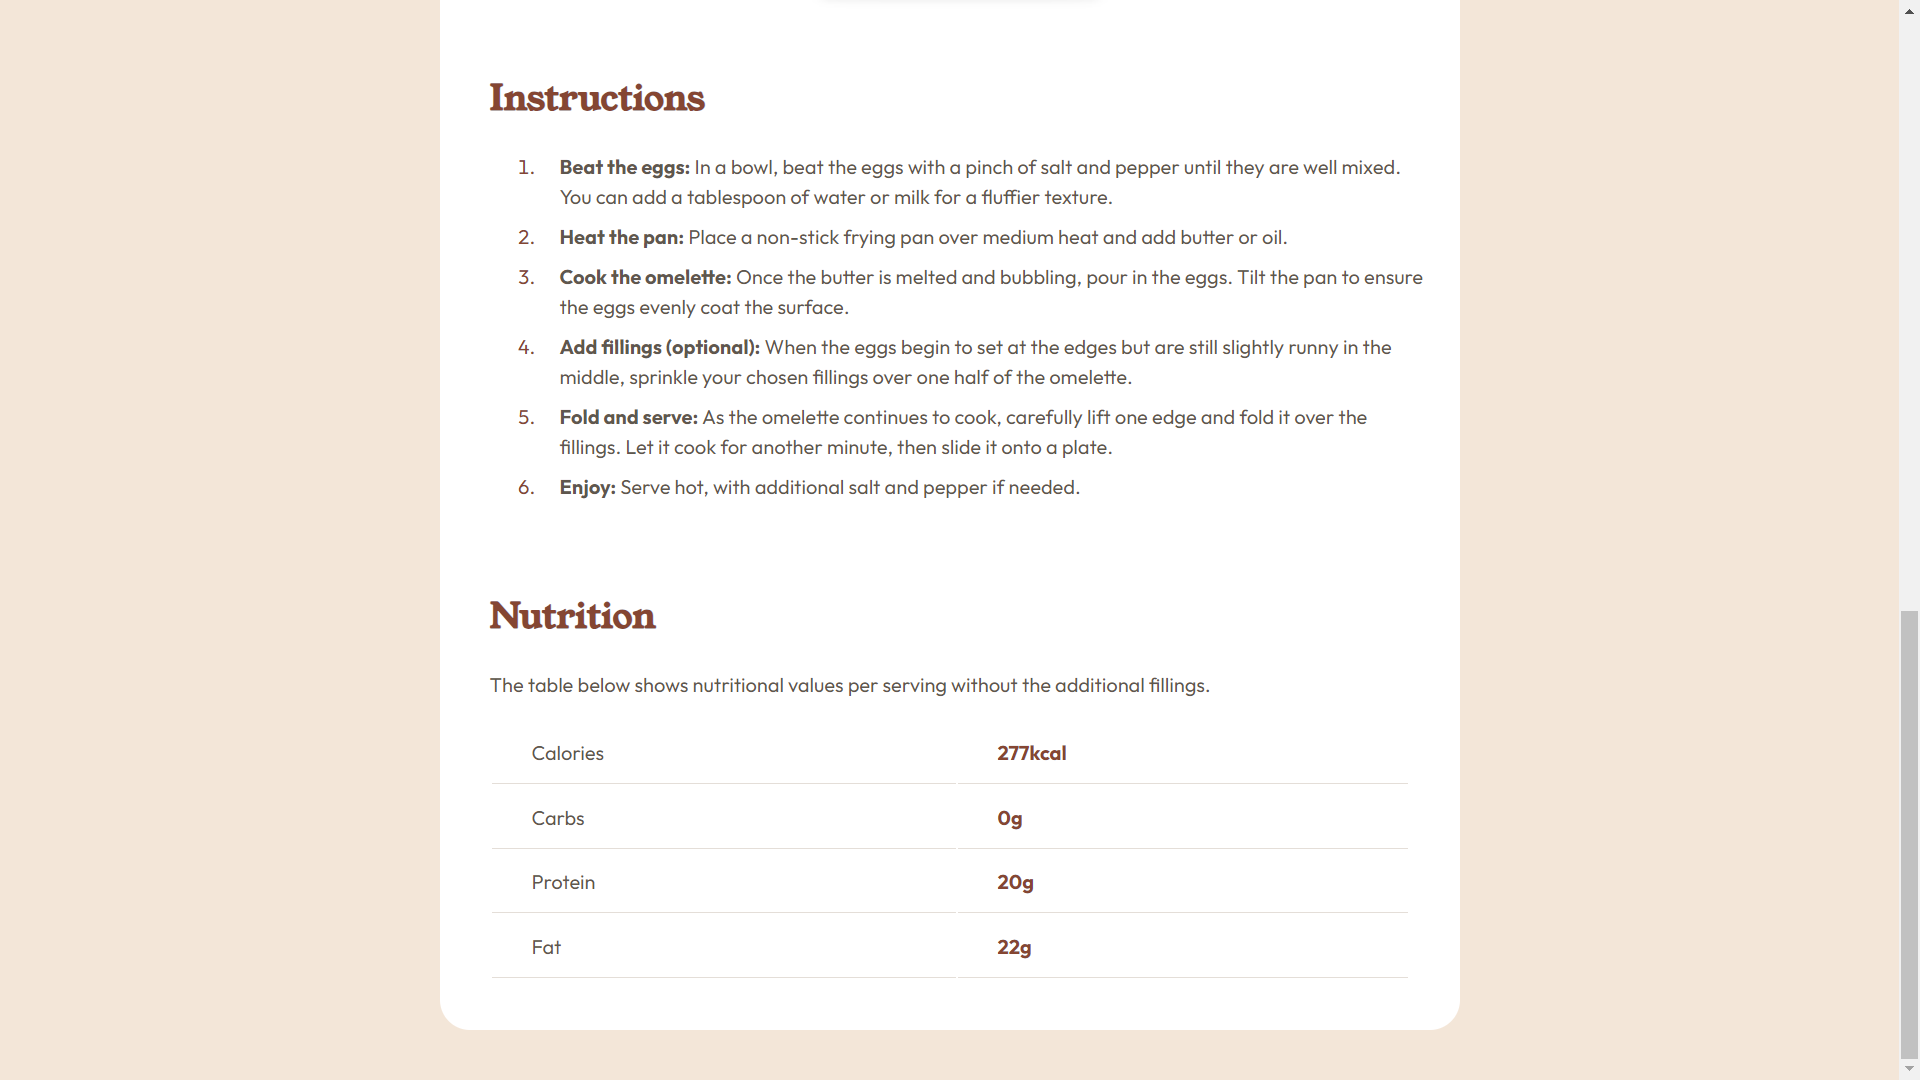 Instructions
1. Beat the eggs: In a bowl, beat the eggs with a pinch of salt and pepper until they are well mixed.
You can add a tablespoon of water or milk for a fluffier texture.
2. Heat the pan: Place a non-stick frying pan over medium heat and add butter or oil.
3. Cook the omelette: Once the butter is melted and bubbling, pour in the eggs. Tilt the pan to ensure
the eggs evenly coat the surface.
4. Add fillings (optional): When the eggs begin to set at the edges but are still slightly runny in the
middle, sprinkle your chosen fillings over one half of the omelette.
5. Fold and serve: As the omelette continues to cook, carefully lift one edge and fold it over the
fillings. Let it cook for another minute, then slide it onto a plate.
6. Enjoy: Serve hot, with additional salt and pepper if needed.
Nutrition
The table below shows nutritional values per serving without the additional fillings.
Calories 277kcal
Carbs 0g
Protein 20g
Fat 22g